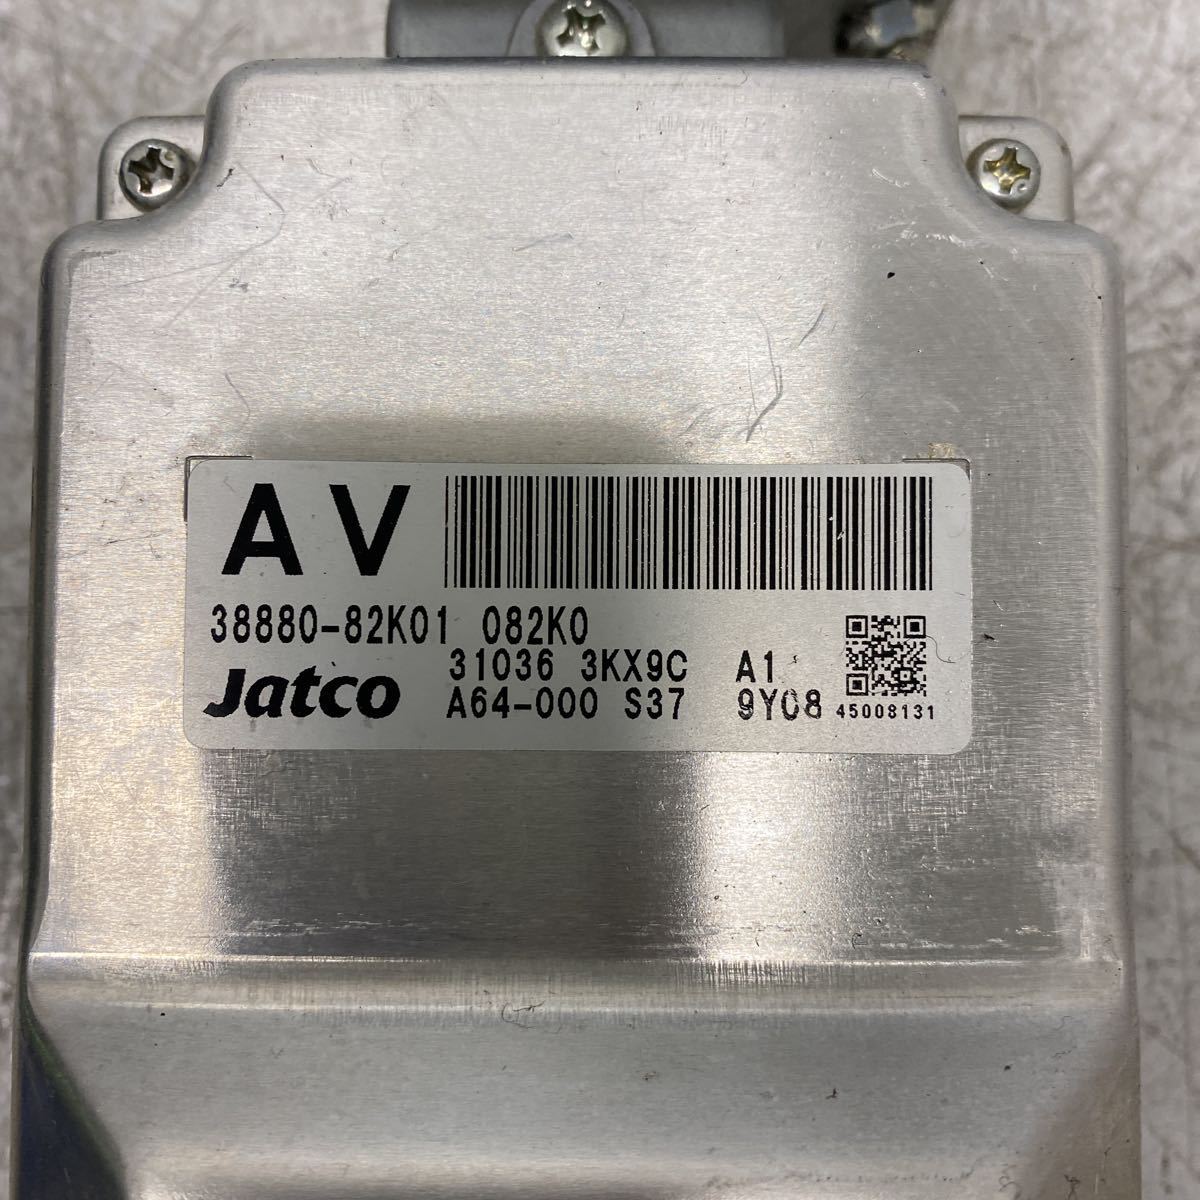 AV
38880-82K01 082K0
31036 3KX9C A1
Jatco A64-000 S37 9Y08 45008131